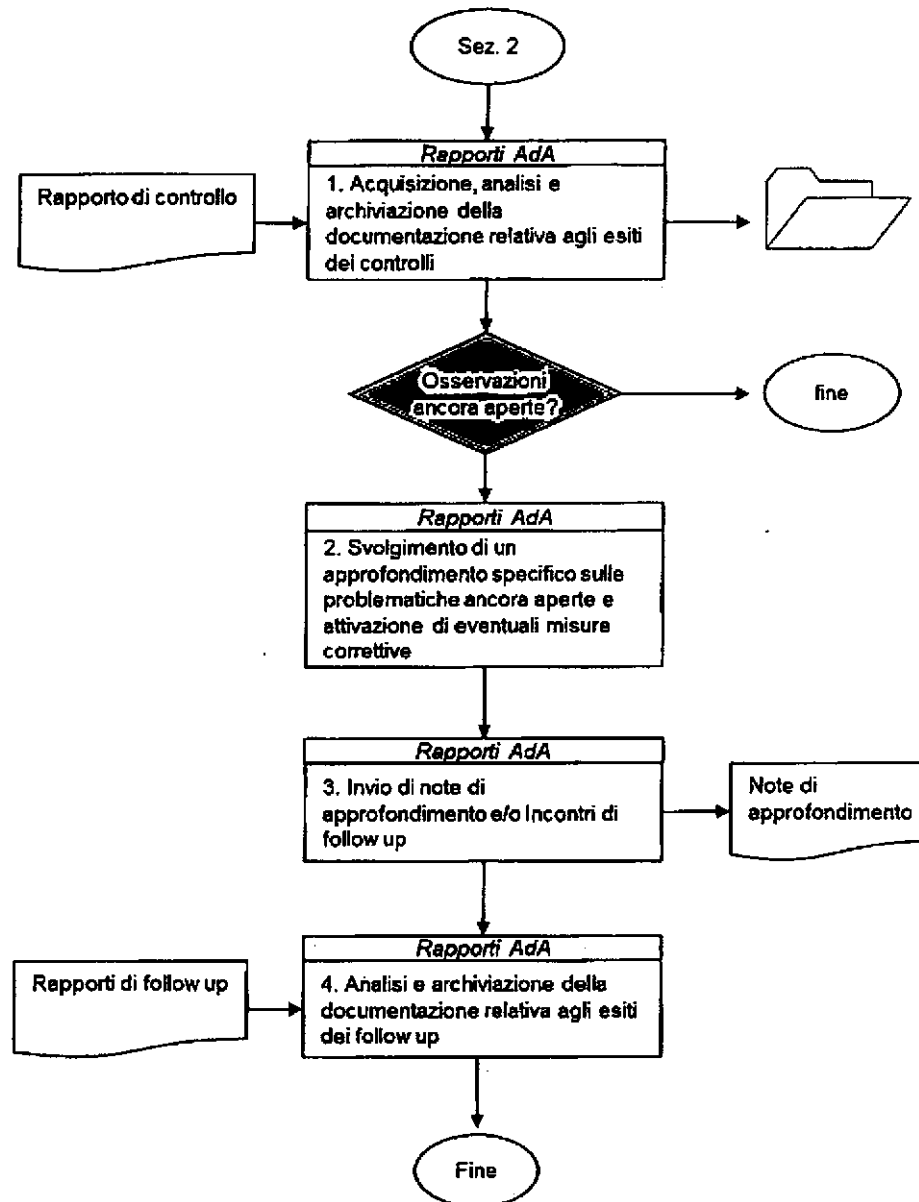 Sez. 2
Rapporti AdA
Rapporto di controllo
1. Acquisizione, analisi e
archiviazione della
documentazione relativa agli esiti
dei controlli
Osservazioni
ancora aperte?
fine
Rapporti AdA
2. Svolgimento di un
approfondimento specifico sulle
problematiche ancora aperte e
attivazione di eventuali misure
correttive
Rapporti AdA
3. Invio di note di
approfondimento e/o Incontri di
follow up
Note di
approfondimento
Rapporti AdA
Rapporti di follow up
4. Analisi e archiviazione della
documentazione relativa agli esiti
dei follow up
Fine